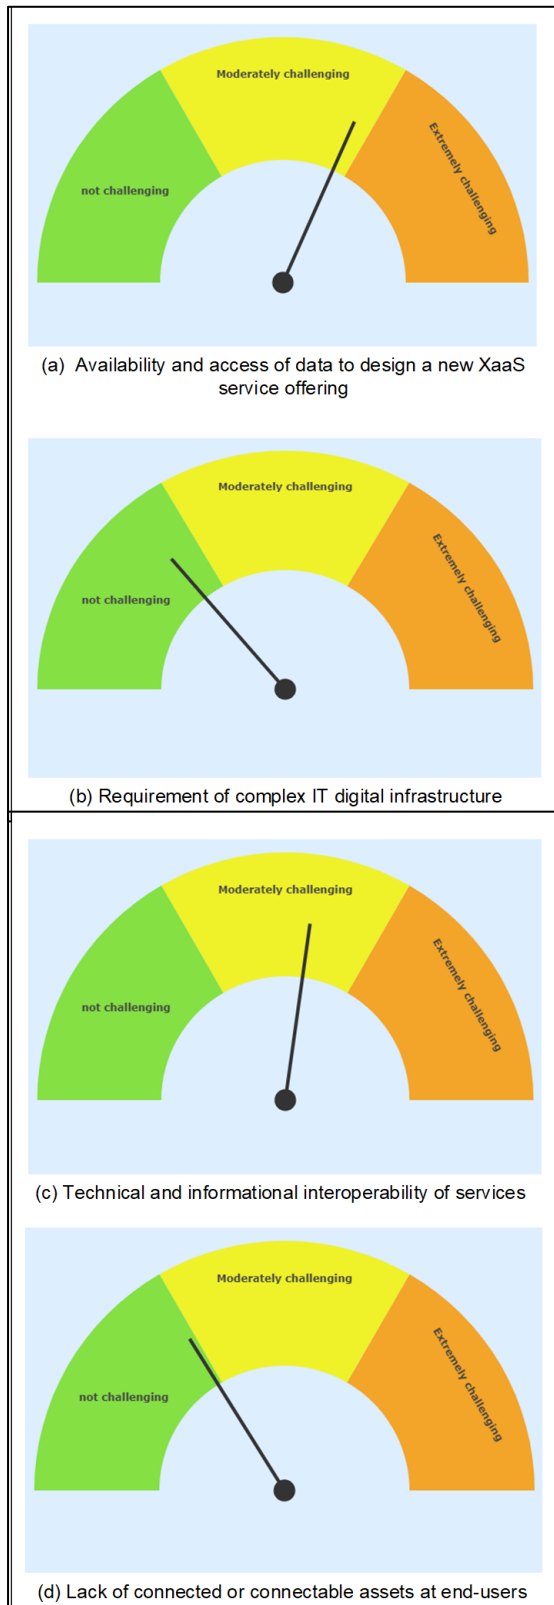 Moderately challenging
not challenging
Extremely challenging
(a) Availability and access of data to design a new XaaS
service offering
Moderately challenging
not challenging
Extremely challenging
(b) Requirement of complex IT digital infrastructure
Moderately challenging
not challenging
Extremely challenging
(c) Technical and informational interoperability of services
Moderately challenging
not challenging
Extremely challenging
(d) Lack of connected or connectable assets at end-users